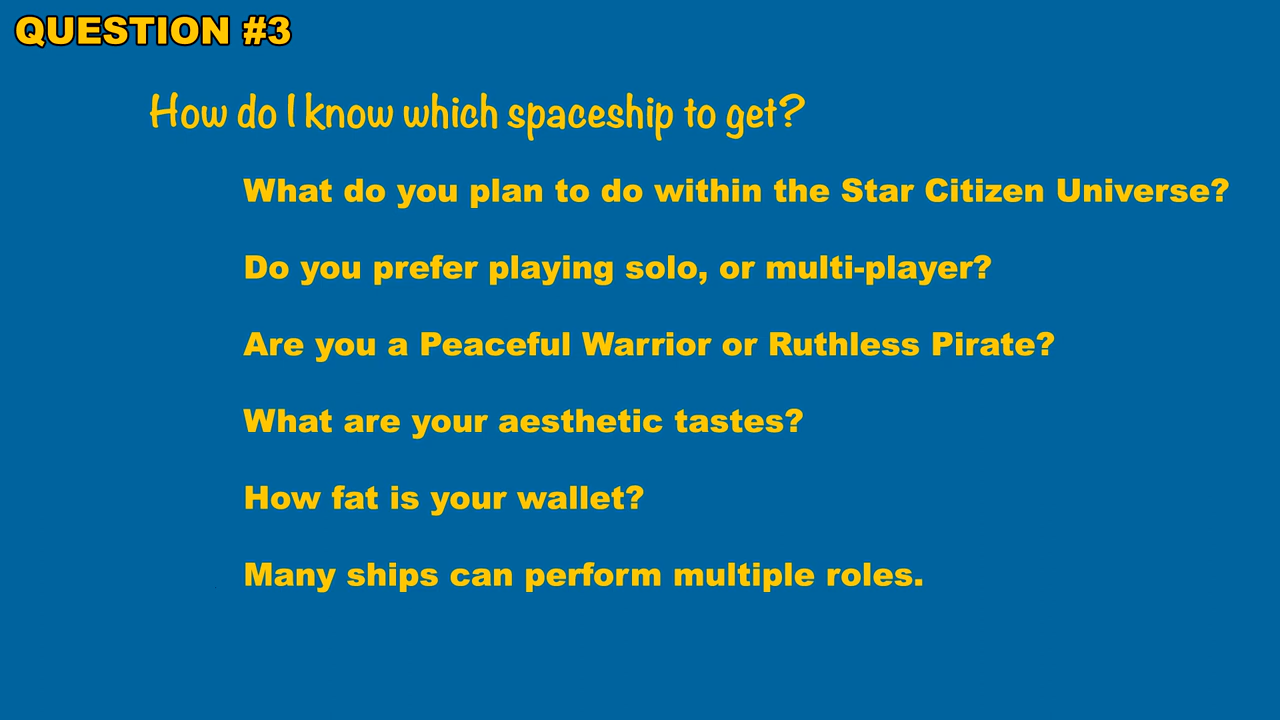 QUESTION #3
How do I know which spaceship to get?
What do you plan to do within the Star Citizen Universe?
Do you prefer playing solo, or multi-player?
Are you a Peaceful Warrior or Ruthless Pirate?
What are your aesthetic tastes?
How fat is your wallet?
Many ships can perform multiple roles.